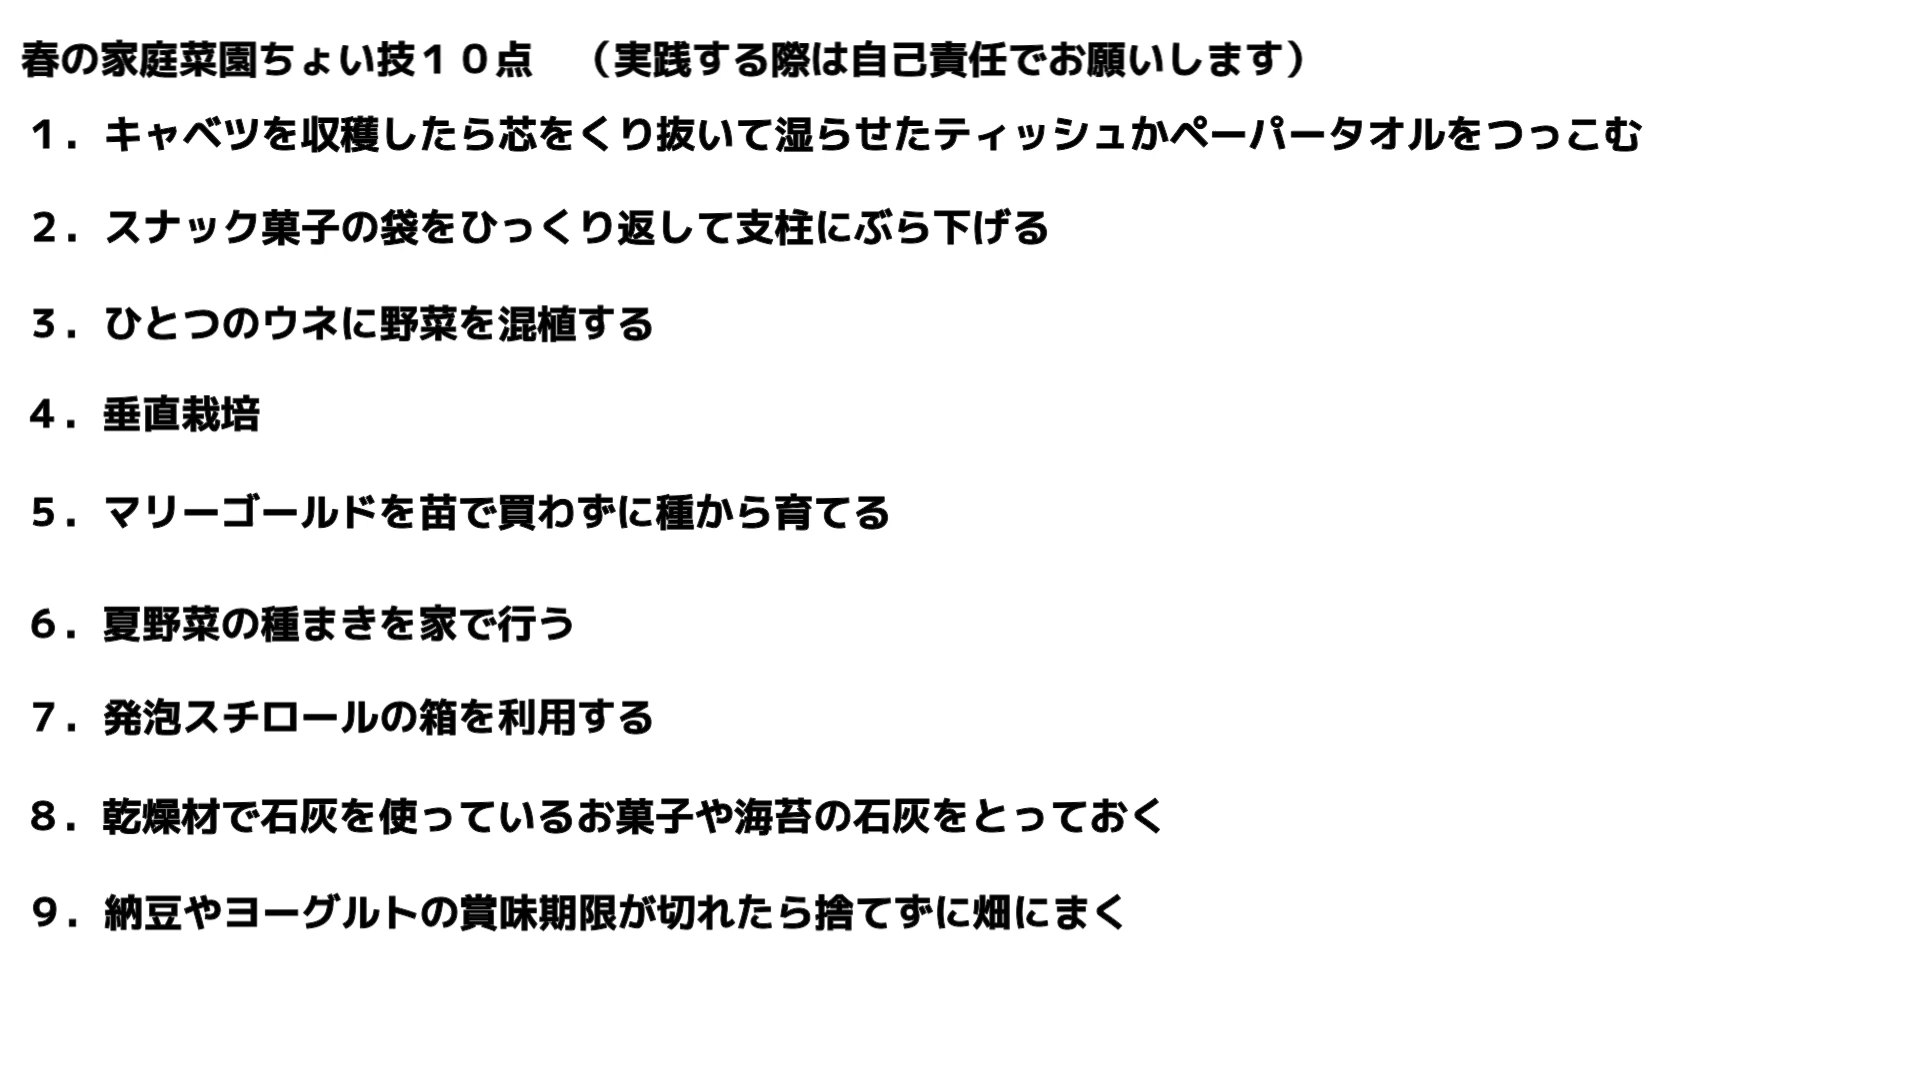 春の家庭菜園ちょい技１０点　（実践する際は自己責任でお願いします）
１．キャベツを収穫したら芯をくり抜いて湿らせたティッシュかペーパータオルをつっこむ
２．スナック菓子の袋をひっくり返して支柱にぶら下げる
３．ひとつのウネに野菜を混植する
４．垂直栽培
５．マリーゴールドを苗で買わずに種から育てる
６．夏野菜の種まきを家で行う
７．発泡スチロールの箱を利用する
８．乾燥材で石灰を使っているお菓子や海苔の石灰をとっておく
９．納豆やヨーグルトの賞味期限が切れたら捨てずに畑にまく